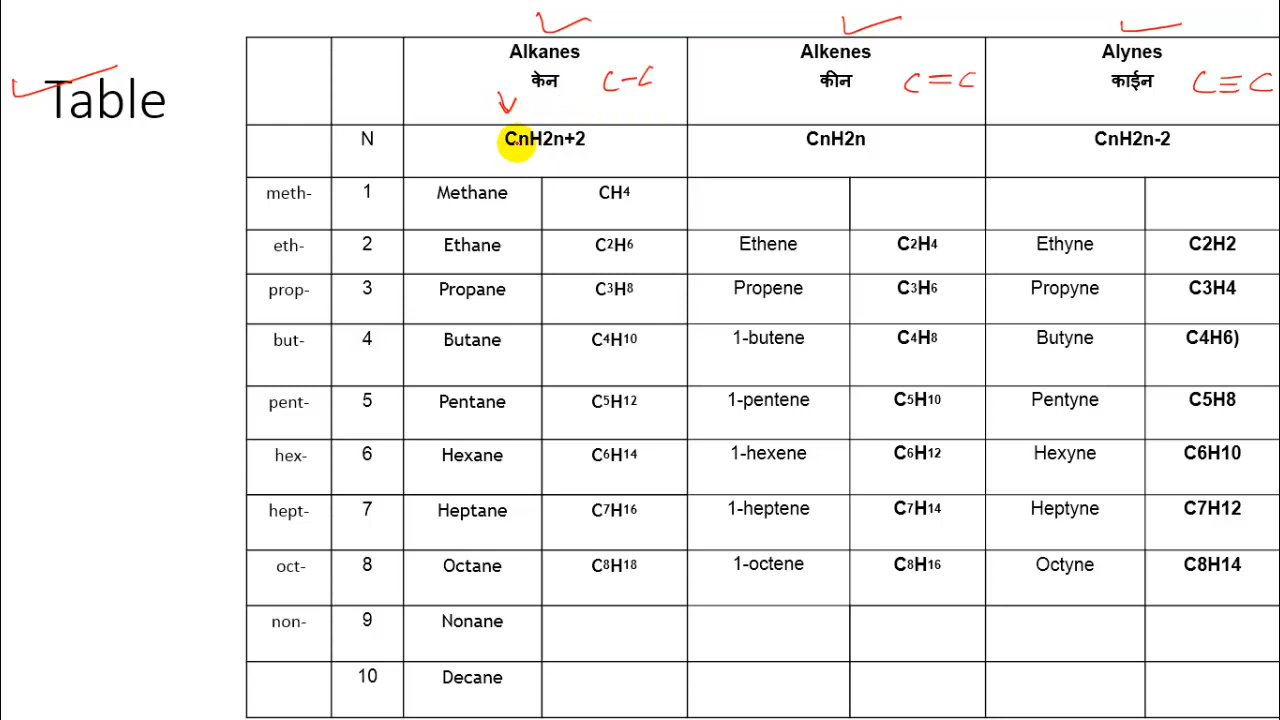 Table
Alkanes Alkenes Alynes
केन C-C कीन C=C काईन C≡C
N CnH2n+2 CnH2n CnH2n-2
meth- 1 Methane CH4
eth- 2 Ethane C2H6 Ethene C2H4 Ethyne C2H2
prop- 3 Propane C3H8 Propene C3H6 Propyne C3H4
but- 4 Butane C4H10 1-butene C4H8 Butyne C4H6)
pent- 5 Pentane C5H12 1-pentene C5H10 Pentyne C5H8
hex- 6 Hexane C6H14 1-hexene C6H12 Hexyne C6H10
hept- 7 Heptane C7H16 1-heptene C7H14 Heptyne C7H12
oct- 8 Octane C8H18 1-octene C8H16 Octyne C8H14
non- 9 Nonane
10 Decane